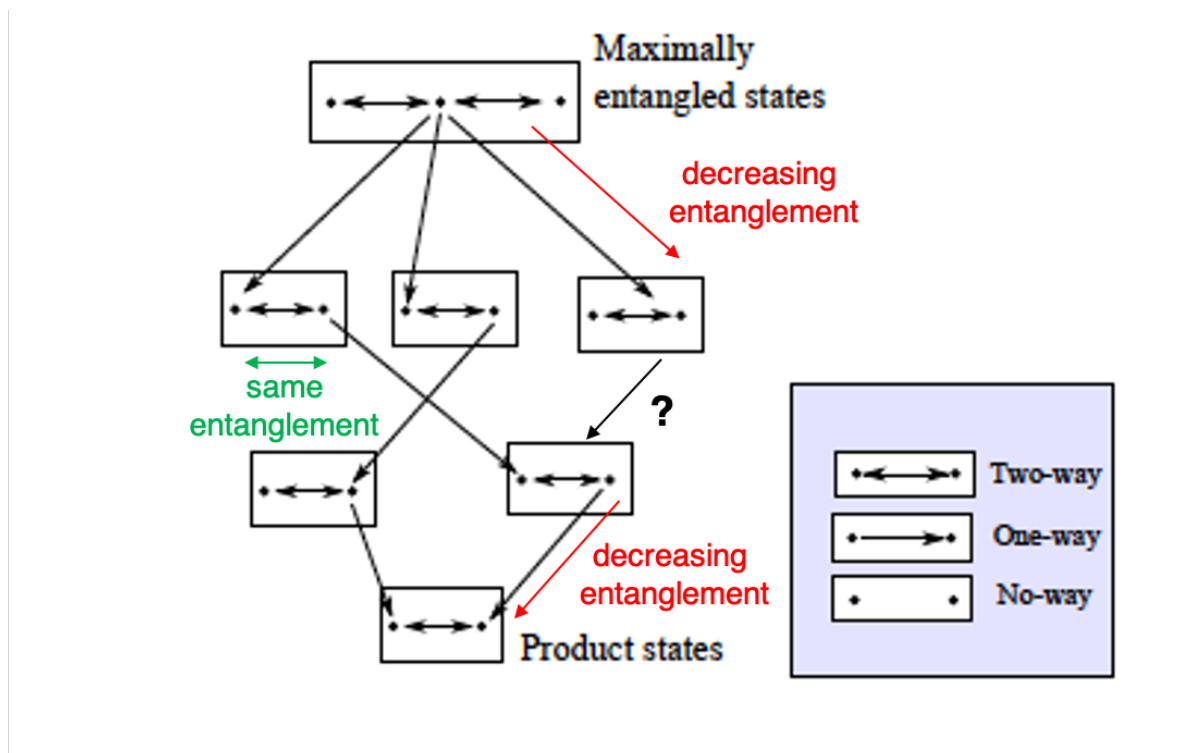 Maximally
entangled states
decreasing
entanglement
same
entanglement
?
Two-way
One-way
No-way
decreasing
entanglement
Product states